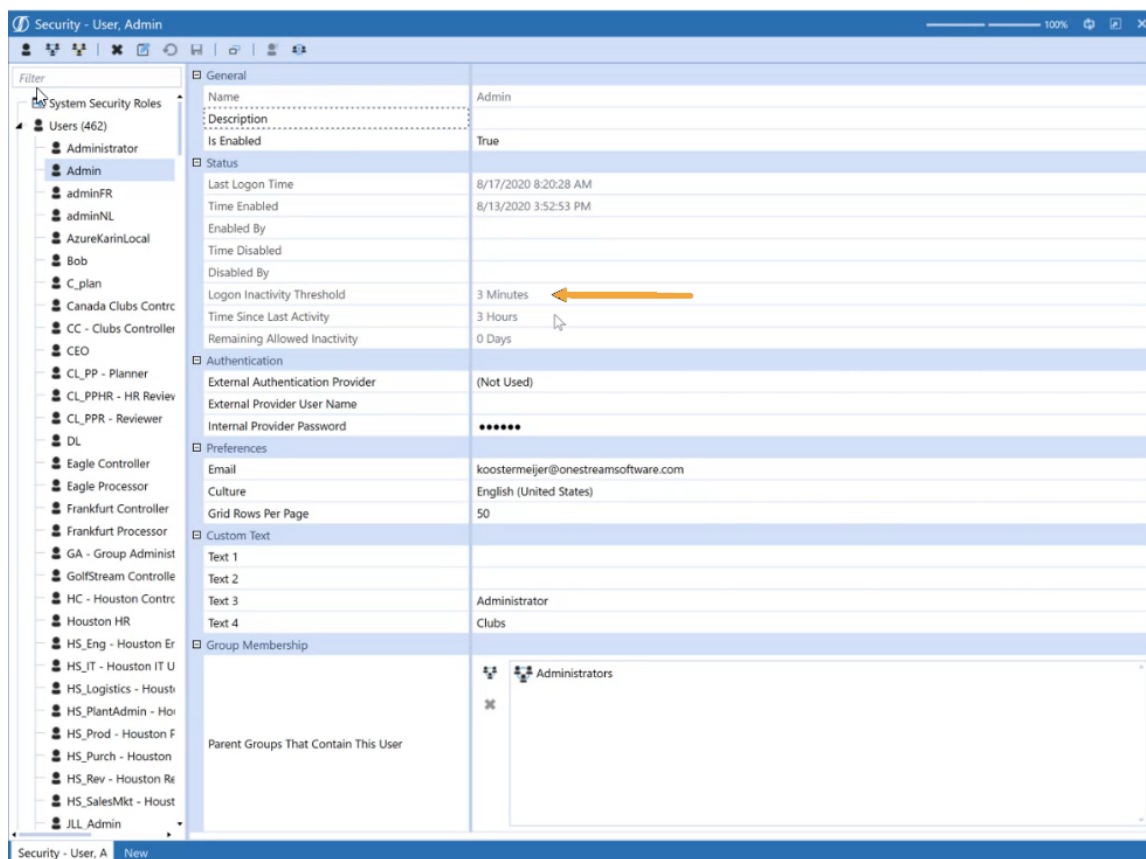 Security - User, Admin
100%
Filter
System Security Roles
Users (462)
Administrator
Admin
adminFR
adminNL
AzureKarinLocal
Bob
C_plan
Canada Clubs Contrc
CC - Clubs Controller
CEO
CL_PP - Planner
CL_PPHR - HR Review
CL_PPR - Reviewer
DL
Eagle Controller
Eagle Processor
Frankfurt Controller
Frankfurt Processor
GA - Group Administ
GolfStream Controlle
HC - Houston Contrc
Houston HR
HS_Eng - Houston Er
HS_IT - Houston IT U
HS_Logistics - Houst
HS_PlantAdmin - Ho
HS_Prod - Houston F
HS_Purch - Houston
HS_Rev - Houston Re
HS_SalesMkt - Houst
JLL_Admin
General
Name Admin
Description
Is Enabled True
Status
Last Logon Time 8/17/2020 8:20:28 AM
Time Enabled 8/13/2020 3:52:53 PM
Enabled By
Time Disabled
Disabled By
Logon Inactivity Threshold 3 Minutes
Time Since Last Activity 3 Hours
Remaining Allowed Inactivity 0 Days
Authentication
External Authentication Provider (Not Used)
External Provider User Name
Internal Provider Password ●●●●●●
Preferences
Email koostermeijer@onestreamsoftware.com
Culture English (United States)
Grid Rows Per Page 50
Custom Text
Text 1
Text 2
Text 3 Administrator
Text 4 Clubs
Group Membership
Administrators
Parent Groups That Contain This User
Security - User, A New